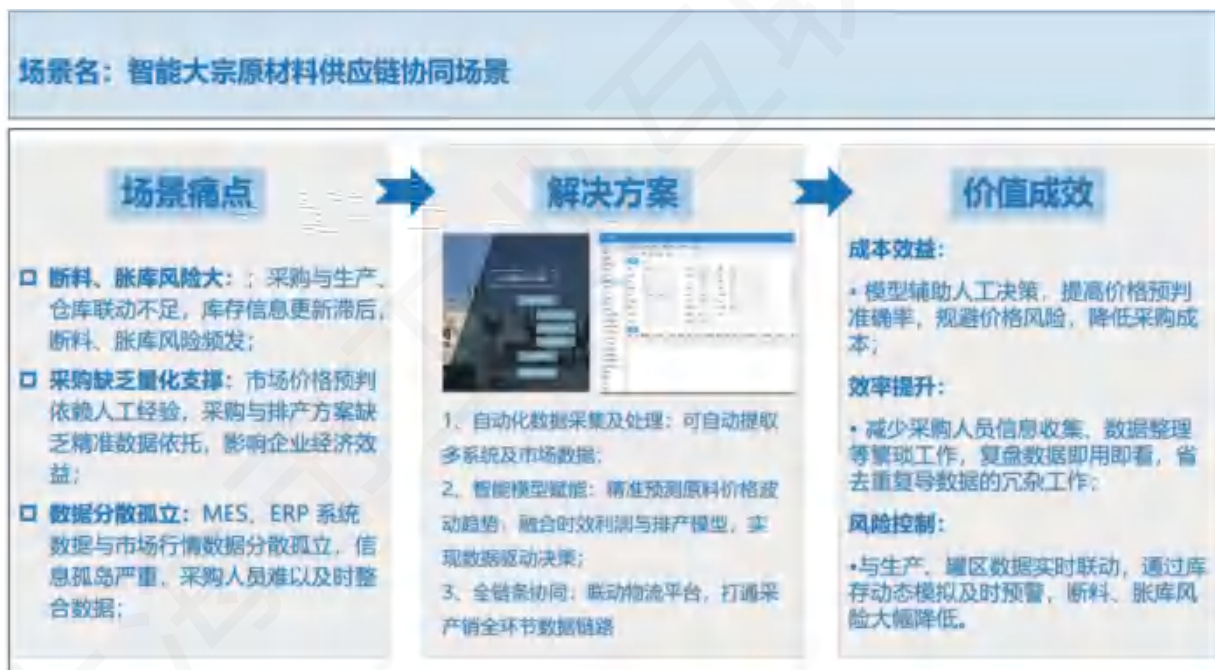 场景名：智能大宗原材料供应链协同场景
场景痛点
断料、胀库风险大：；采购与生产、
仓库联动不足，库存信息更新滞后，
断料、胀库风险频发；
采购缺乏量化支撑：市场价格预判
依赖人工经验，采购与排产方案缺
乏精准数据依托，影响企业经济效
益；
数据分散孤立：MES、ERP 系统
数据与市场行情数据分散孤立，信
息孤岛严重，采购人员难以及时整
合数据；
解决方案
1、自动化数据采集及处理：可自动提取
多系统及市场数据；
2、智能模型赋能：精准预测原料价格波
动趋势，融合时效利润与排产模型，实
现数据驱动决策；
3、全链条协同：联动物流平台，打通采
产销全环节数据链路
价值成效
成本效益：
• 模型辅助人工决策，提高价格预判
准确率，规避价格风险，降低采购成
本；
效率提升：
• 减少采购人员信息收集、数据整理
等繁琐工作，复盘数据即用即看，省
去重复导数据的冗杂工作；
风险控制：
•与生产、罐区数据实时联动，通过库
存动态模拟及时预警，断料、胀库风
险大幅降低。